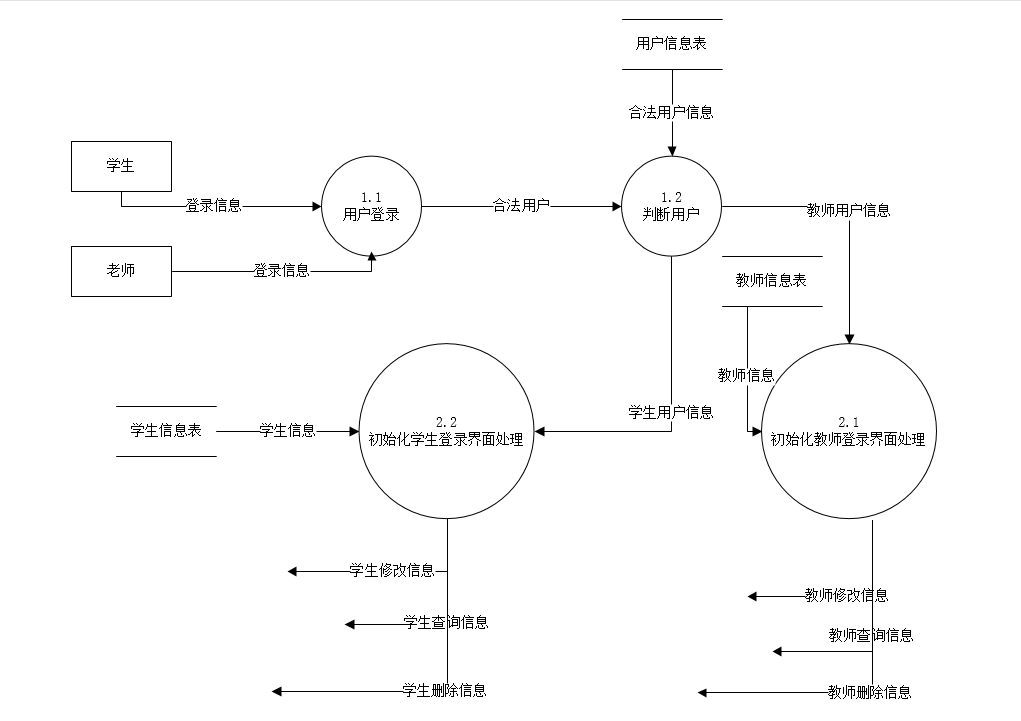 用户信息表
合法用户信息
学生
登录信息
1.1
用户登录
合法用户
1.2
判断用户
教师用户信息
老师
登录信息
教师信息表
教师信息
学生用户信息
学生信息表
学生信息
2.2
初始化学生登录界面处理
2.1
初始化教师登录界面处理
学生修改信息
教师修改信息
学生查询信息
教师查询信息
学生删除信息
教师删除信息